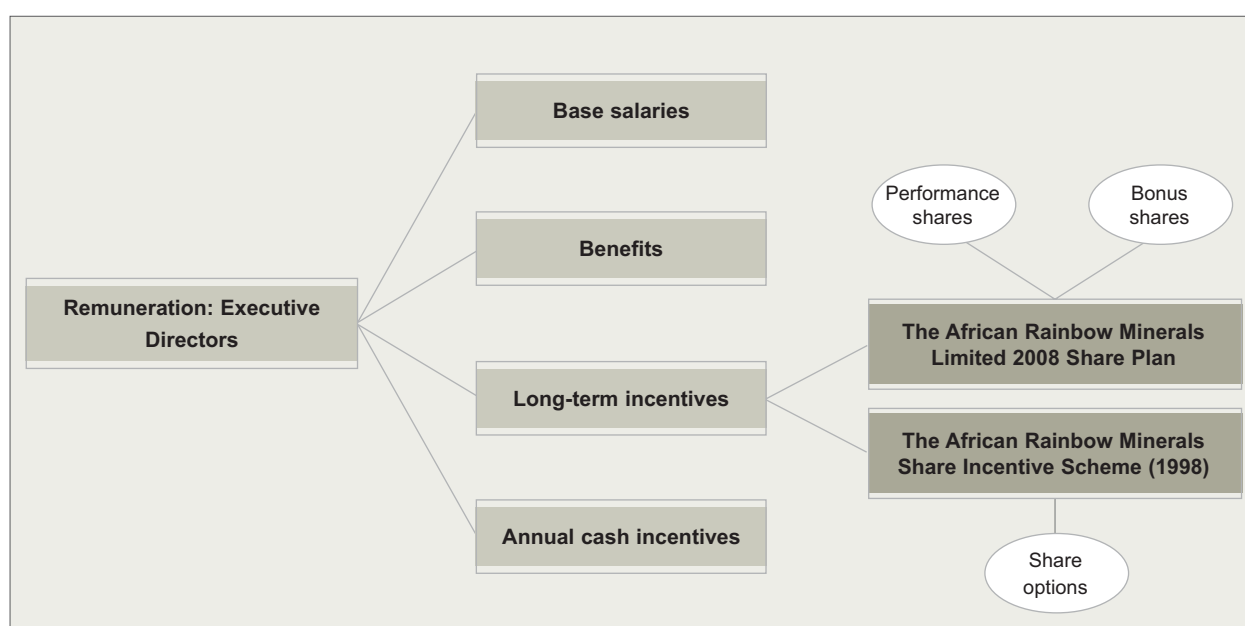 Base salaries
Performance
shares
Bonus
shares
Benefits
Remuneration: Executive
Directors
The African Rainbow Minerals
Limited 2008 Share Plan
Long-term incentives
The African Rainbow Minerals
Share Incentive Scheme (1998)
Annual cash incentives
Share
options